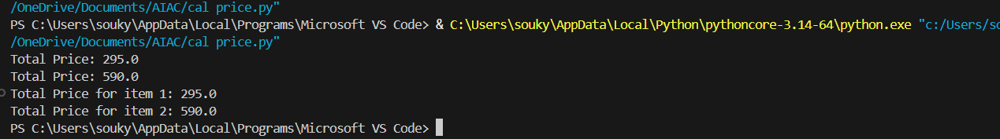 /OneDrive/Documents/AIAC/cal price.py"
PS C:\Users\souky\AppData\Local\Programs\Microsoft VS Code> & C:\Users\souky\AppData\Local\Python\pythoncore-3.14-64\python.exe "c:/Users/so
/OneDrive/Documents/AIAC/cal price.py"
Total Price: 295.0
Total Price: 590.0
Total Price for item 1: 295.0
Total Price for item 2: 590.0
PS C:\Users\souky\AppData\Local\Programs\Microsoft VS Code>